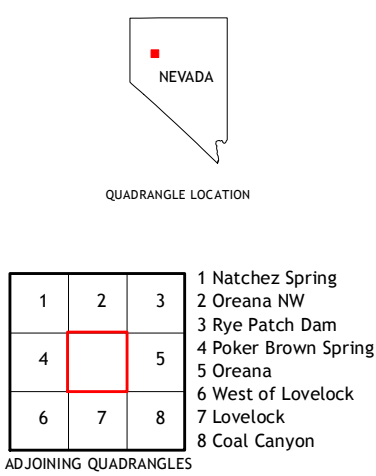 NEVADA
QUADRANGLE LOCATION
1 2 3
4 5
6 7 8
1 Natchez Spring
2 Oreana NW
3 Rye Patch Dam
4 Poker Brown Spring
5 Oreana
6 West of Lovelock
7 Lovelock
8 Coal Canyon
ADJOINING QUADRANGLES